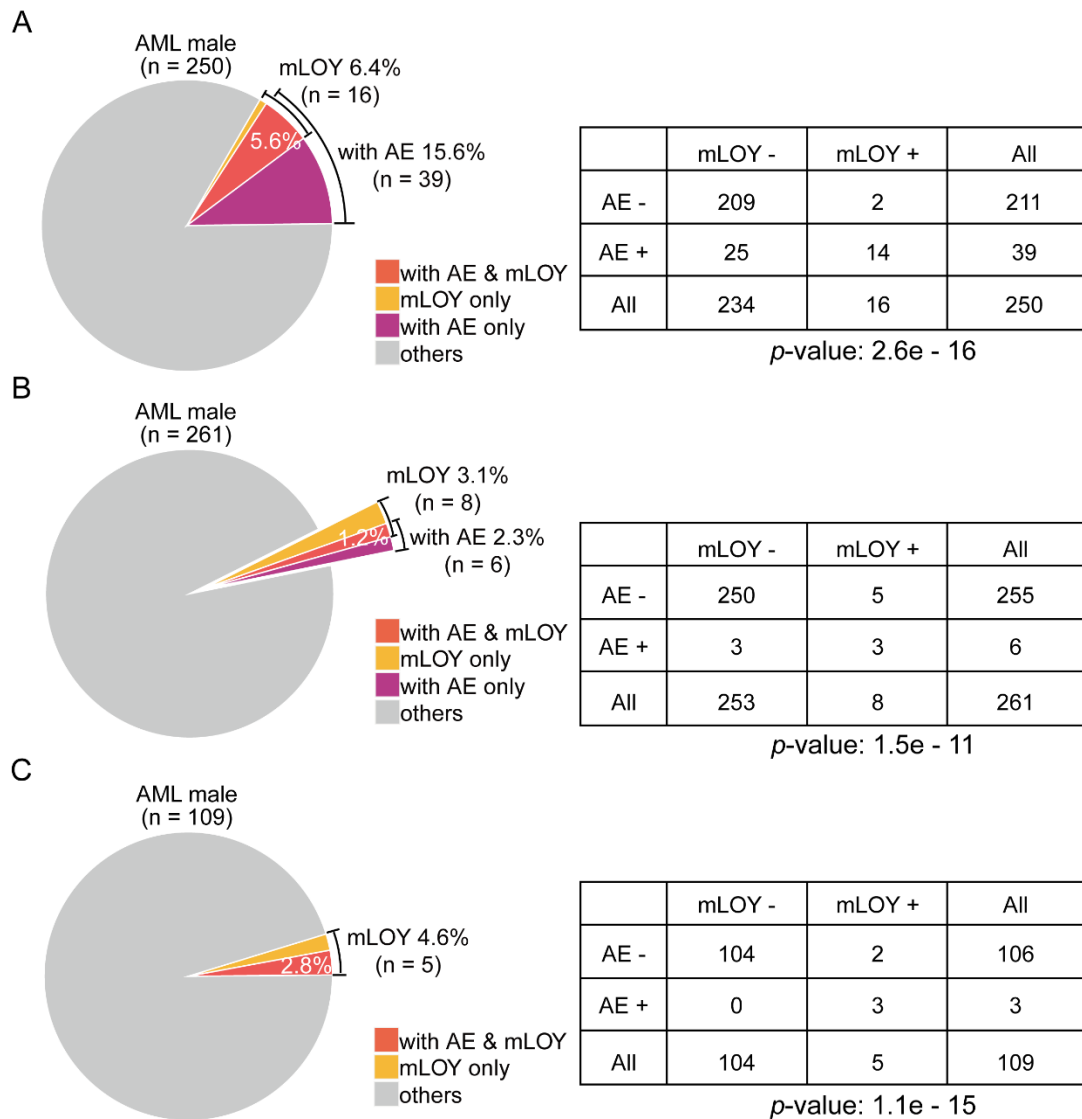 A
AML male
(n = 250)
mLOY 6.4%
(n = 16)
5.6%
with AE 15.6%
(n = 39)
with AE & mLOY
mLOY only
with AE only
others
mLOY - mLOY + All
AE - 209 2 211
AE + 25 14 39
All 234 16 250
p-value: 2.6e - 16
B
AML male
(n = 261)
mLOY 3.1%
(n = 8)
1.2%
with AE 2.3%
(n = 6)
with AE & mLOY
mLOY only
with AE only
others
mLOY - mLOY + All
AE - 250 5 255
AE + 3 3 6
All 253 8 261
p-value: 1.5e - 11
C
AML male
(n = 109)
mLOY 4.6%
(n = 5)
2.8%
with AE & mLOY
mLOY only
others
mLOY - mLOY + All
AE - 104 2 106
AE + 0 3 3
All 104 5 109
p-value: 1.1e - 15